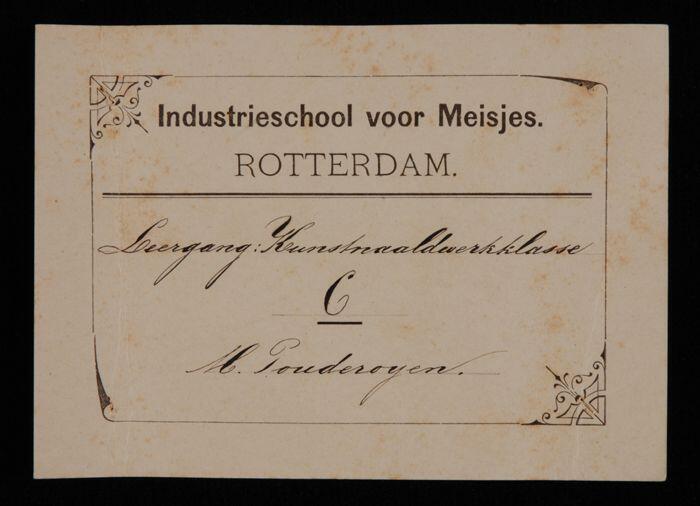 Industrieschool voor Meisjes.
ROTTERDAM.
Leergang: Kunstnaaldwerkklasse
C
M. Pouderoyen.